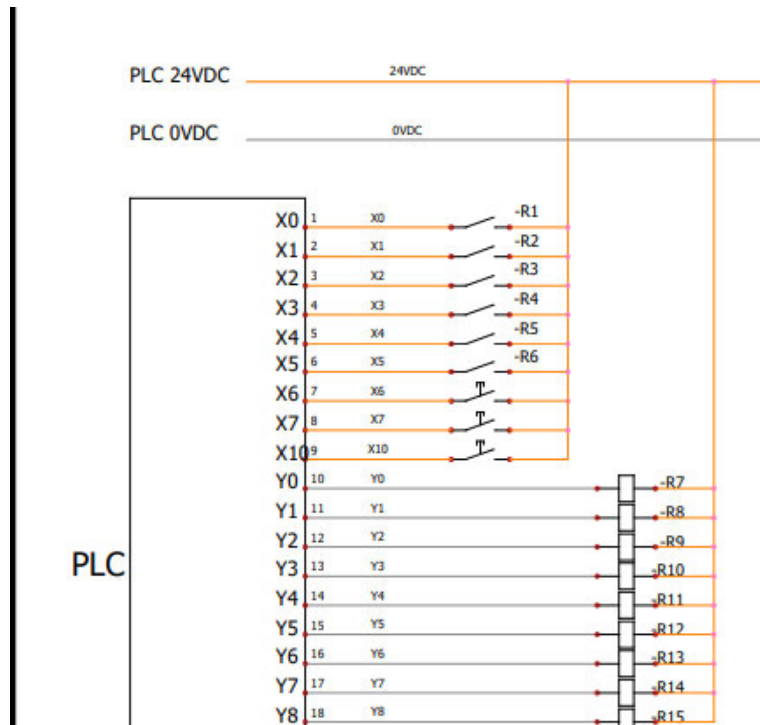 PLC 24VDC 24VDC
PLC 0VDC 0VDC
X0 1 X0 -R1
X1 2 X1 -R2
X2 3 X2 -R3
X3 4 X3 -R4
X4 5 X4 -R5
X5 6 X5 -R6
X6 7 X6
X7 8 X7
X10 9 X10
Y0 10 Y0 -R7
Y1 11 Y1 -R8
Y2 12 Y2 -R9
PLC
Y3 13 Y3 -R10
Y4 14 Y4 -R11
Y5 15 Y5 -R12
Y6 16 Y6 -R13
Y7 17 Y7 -R14
Y8 18 Y8 -R15